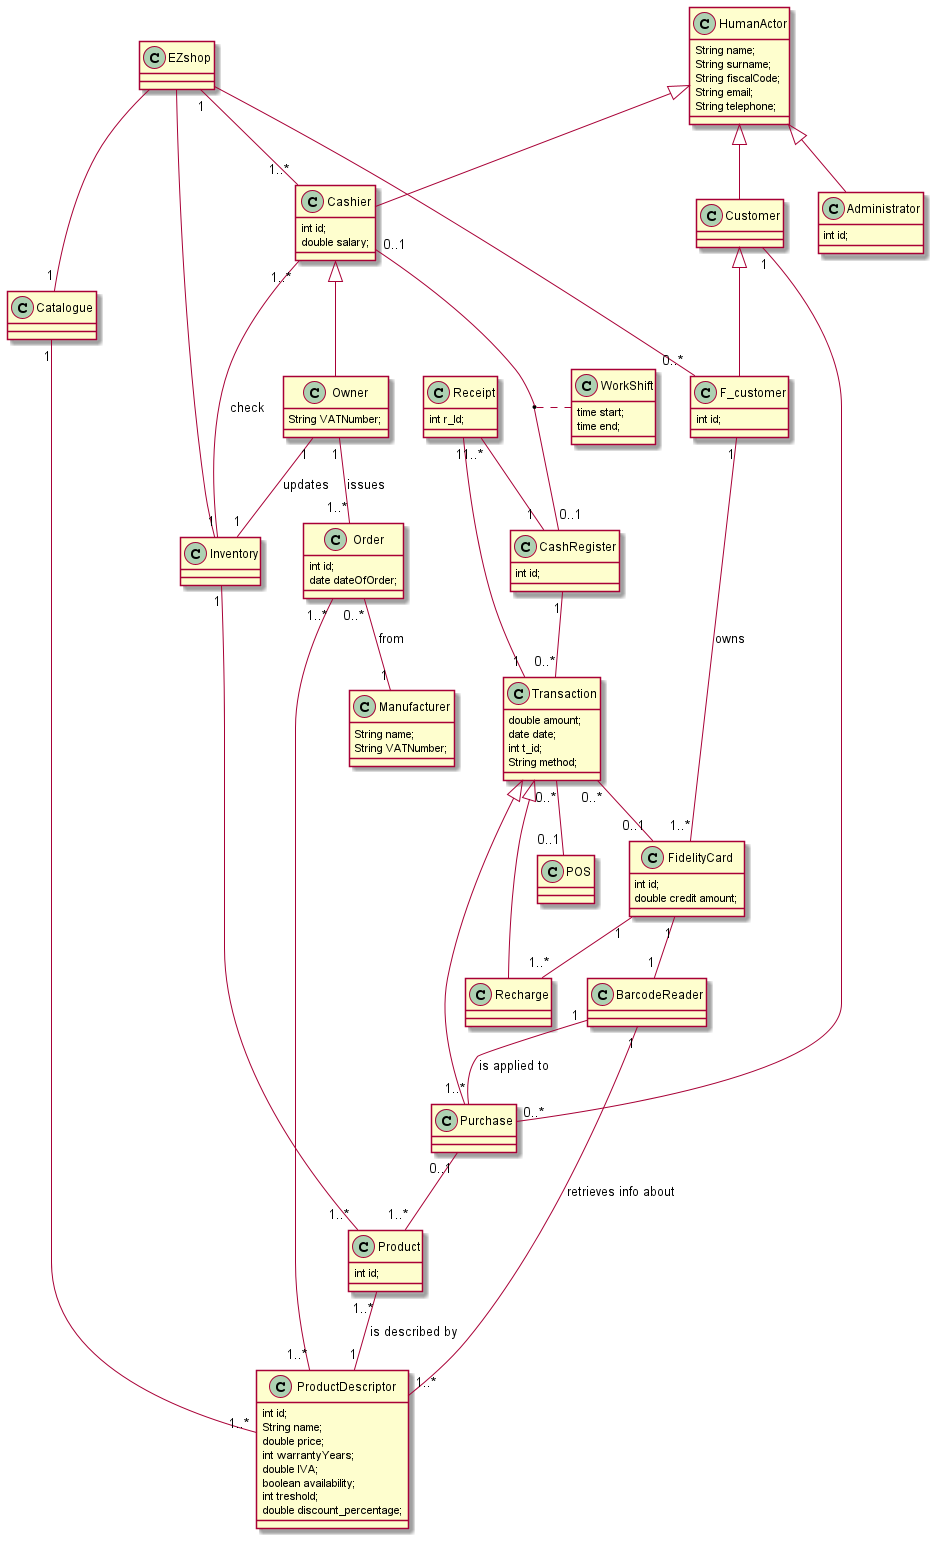 C HumanActor
String name;
String surname;
String fiscalCode;
String email;
String telephone;
C EZshop
1
1..*
C Cashier
int id;
double salary;
0..1
1..*
C Customer
1
C Administrator
int id;
1
C Catalogue
1
0..*
check
C Owner
String VATNumber;
1
1
C Receipt
int r_Id;
1
1..*
C WorkShift
time start;
time end;
C F_customer
int id;
1
updates
issues
1
1
1..*
1
0..1
C Inventory
1
C Order
int id;
date dateOfOrder;
1..*
0..*
C CashRegister
int id;
1
from
owns
1
1
0..*
C Manufacturer
String name;
String VATNumber;
C Transaction
double amount;
date date;
int t_id;
String method;
0..*
0..*
0..1
0..1
1..*
C POS
C FidelityCard
int id;
double credit amount;
1
1
1..*
1
C Recharge
C BarcodeReader
1
1
is applied to
1..*
0..*
C Purchase
0..1
retrieves info about
1..*
1..*
C Product
int id;
1..*
is described by
1..*
1
1..*
1..*
C ProductDescriptor
int id;
String name;
double price;
int warrantyYears;
double IVA;
boolean availability;
int treshold;
double discount_percentage;